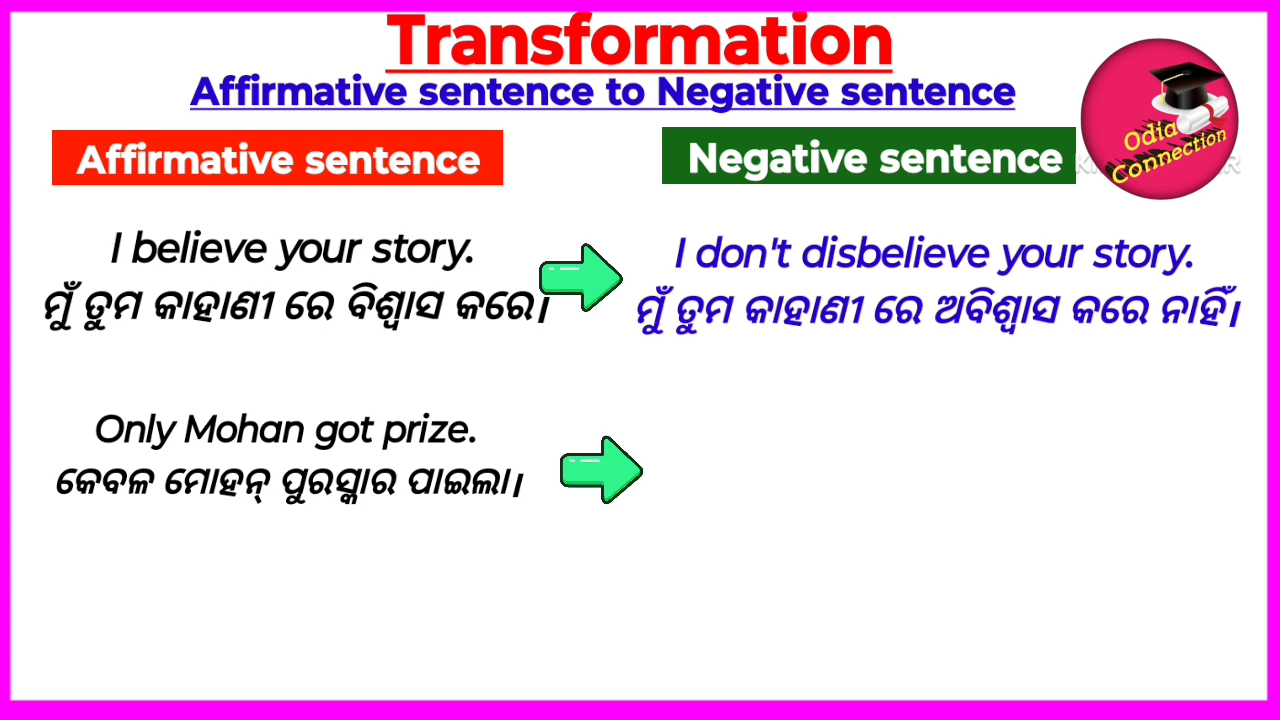 Transformation
Affirmative sentence to Negative sentence
Affirmative sentence
Negative sentence
Odia
Connection
I believe your story.
I don't disbelieve your story.
ମୁଁ ତୁମ କାହାଣୀ ରେ ବିଶ୍ୱାସ କରେ।
ମୁଁ ତୁମ କାହାଣୀ ରେ ଅବିଶ୍ୱାସ କରେ ନାହିଁ।
Only Mohan got prize.
କେବଳ ମୋହନ୍ ପୁରସ୍କାର ପାଇଲା।